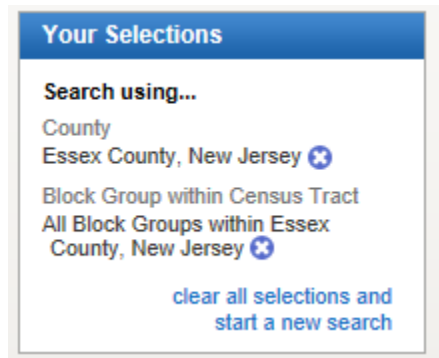 Your Selections
Search using...
County
Essex County, New Jersey
Block Group within Census Tract
All Block Groups within Essex
County, New Jersey
clear all selections and
start a new search